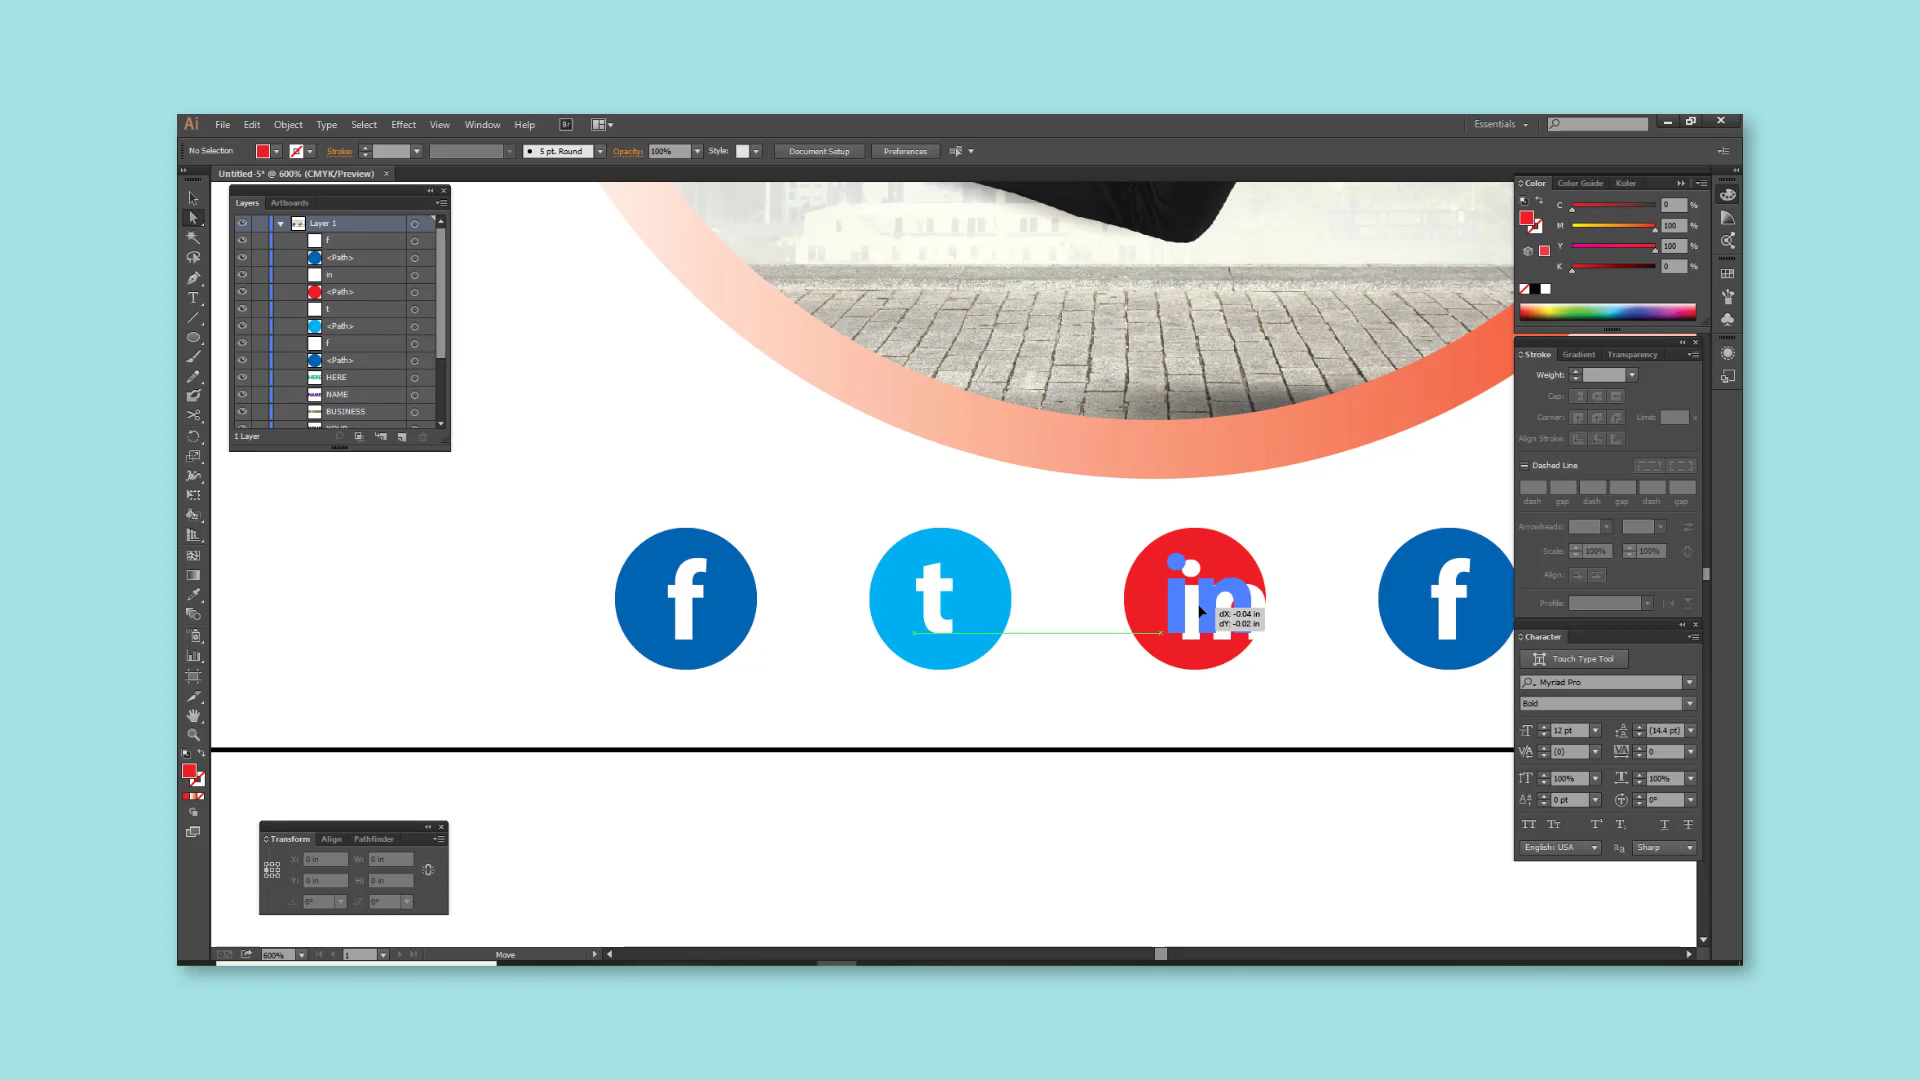 Ai File Edit Object Type Select Effect View Window Help Br Essentials
No Selection Stroke: 5 pt. Round Opacity: 100% Style: Document Setup Preferences
Untitled-5* @ 600% (CMYK/Preview)
Layers Artboards
Layer 1
f
<Path>
in
<Path>
t
<Path>
f
<Path>
HERE
NAME
BUSINESS
1 Layer
f
t
in
in
f
dX: -0.04 in
dY: -0.02 in
Transform Align Pathfinder
X: 0 in W: 0 in
Y: 0 in H: 0 in
0° 0°
600% 1 Move
Color Color Guide Kuler
C 0 %
M 100 %
Y 100 %
K 0 %
Stroke Gradient Transparency
Weight:
Cap:
Corner: Limit: x
Align Stroke:
Dashed Line
dash gap dash gap dash gap
Arrowheads:
Scale: 100% 100%
Align:
Profile:
Character
Touch Type Tool
Myriad Pro
Bold
12 pt (14.4 pt)
(0) 0
100% 100%
0 pt 0°
English: USA Sharp